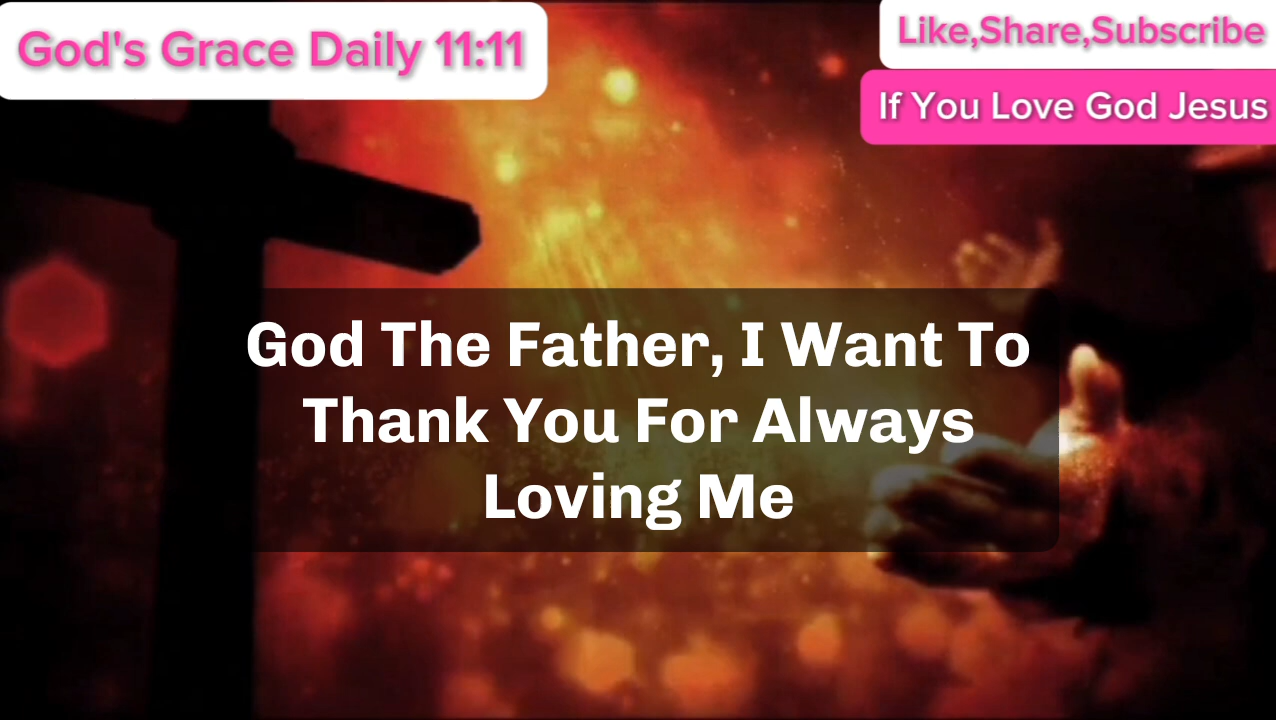 God's Grace Daily 11:11
Like,Share,Subscribe
If You Love God Jesus
God The Father, I Want To
Thank You For Always
Loving Me